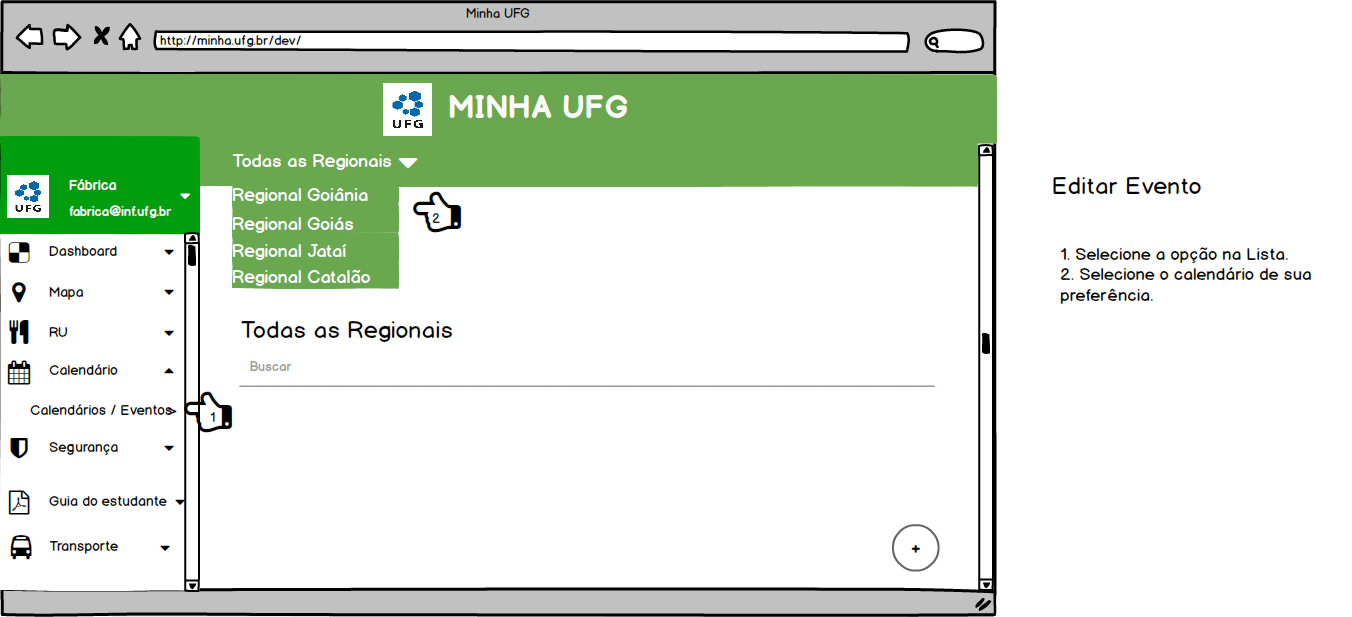 Minha UFG
http://minha.ufg.br/dev/
UFG
MINHA UFG
Todas as Regionais
Regional Goiânia
Regional Goiás
Regional Jataí
Regional Catalão
2
UFG
Fábrica
fabrica@inf.ufg.br
Dashboard
Mapa
RU
Calendário
Calendários / Eventos>
1
Segurança
Guia do estudante
Transporte
Todas as Regionais
Buscar
+
Editar Evento
1. Selecione a opção na Lista.
2. Selecione o calendário de sua
preferência.